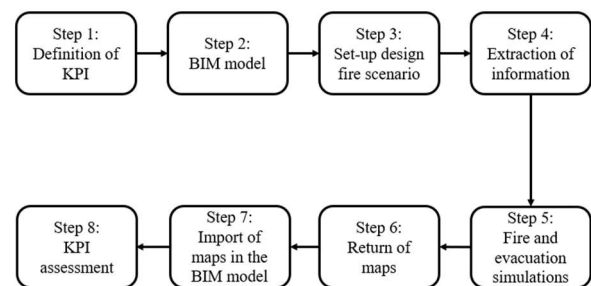 Step 1:
Definition of
KPI
Step 2:
BIM model
Step 3:
Set-up design
fire scenario
Step 4:
Extraction of
information
Step 8:
KPI
assessment
Step 7:
Import of
maps in the
BIM model
Step 6:
Return of
maps
Step 5:
Fire and
evacuation
simulations